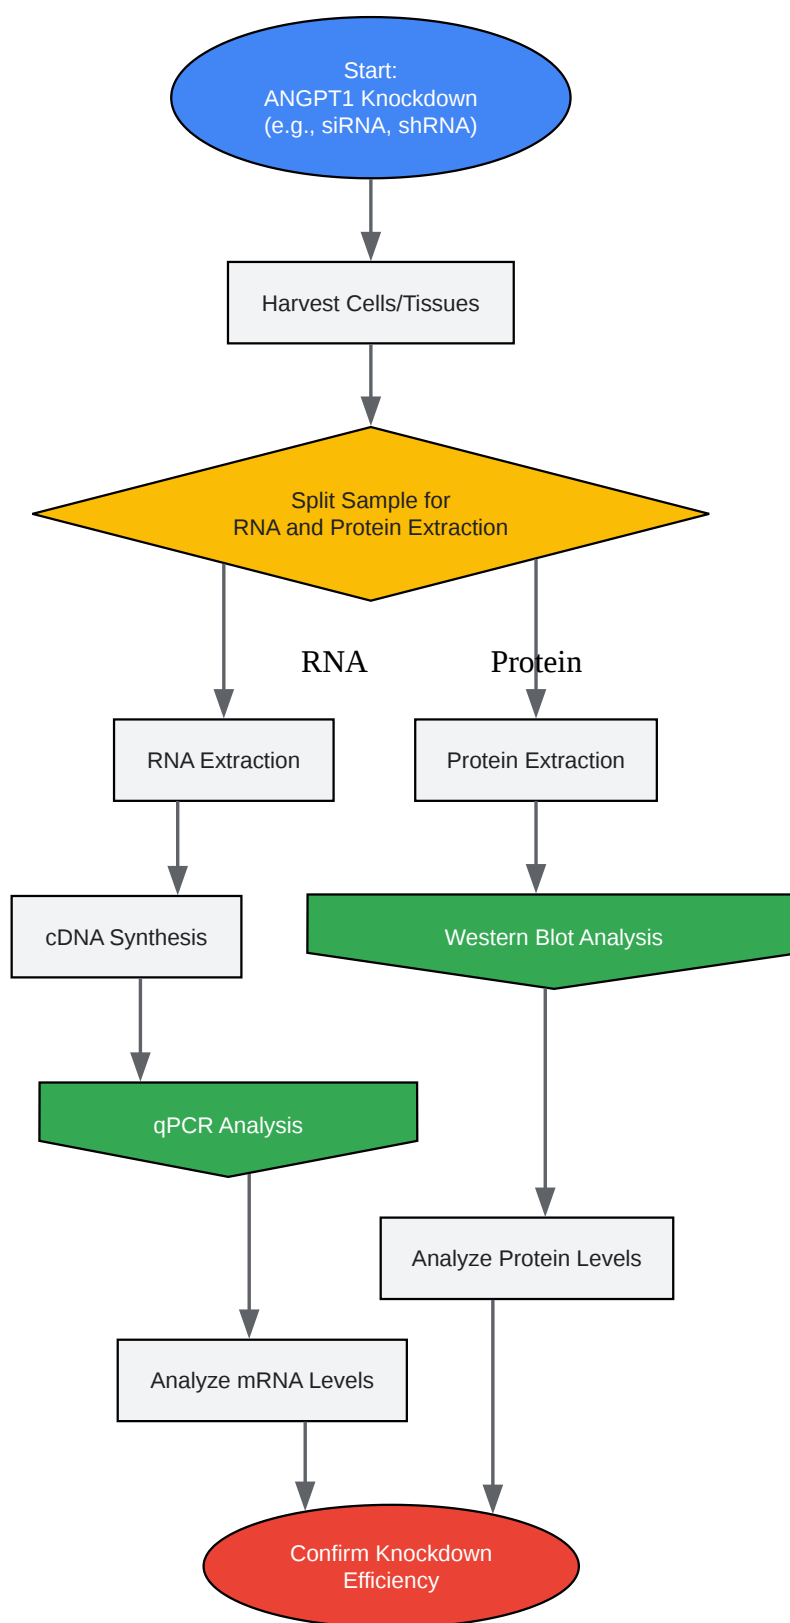 Start:
ANGPT1 Knockdown
(e.g., siRNA, shRNA)
Harvest Cells/Tissues
Split Sample for
RNA and Protein Extraction
RNA
Protein
RNA Extraction
Protein Extraction
cDNA Synthesis
Western Blot Analysis
qPCR Analysis
Analyze Protein Levels
Analyze mRNA Levels
Confirm Knockdown
Efficiency